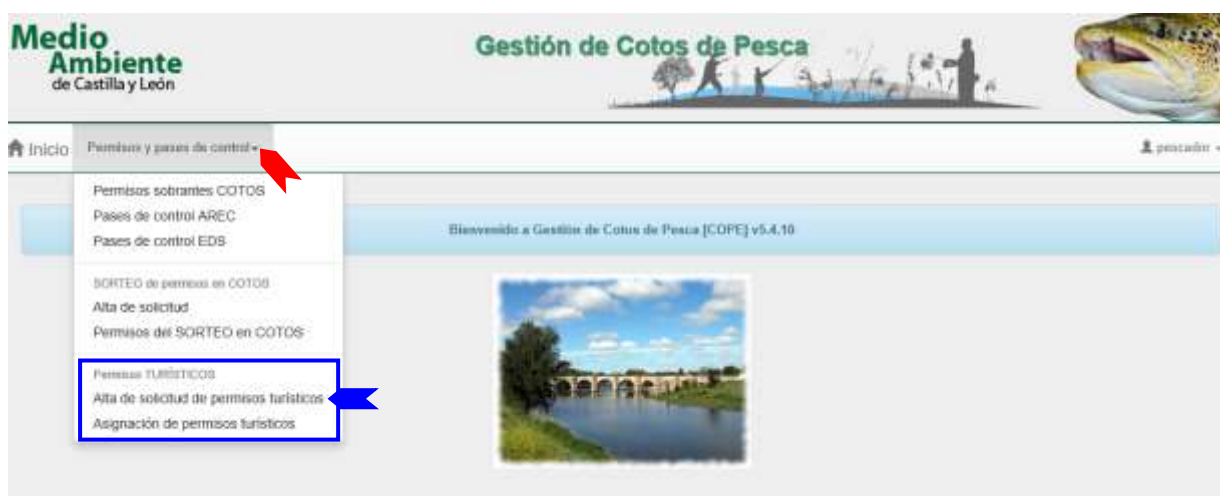 Medio
Ambiente
de Castilla y León
Gestión de Cotos de Pesca
Inicio
Permisos y pases de control
pescador
Permisos sobrantes COTOS
Pases de control AREC
Pases de control EDS
Bienvenido a Gestión de Cotos de Pesca [COPE] v5.4.10
SORTEO de permisos en COTOS
Alta de solicitud
Permisos del SORTEO en COTOS
Permisos TURÍSTICOS
Alta de solicitud de permisos turísticos
Asignación de permisos turísticos